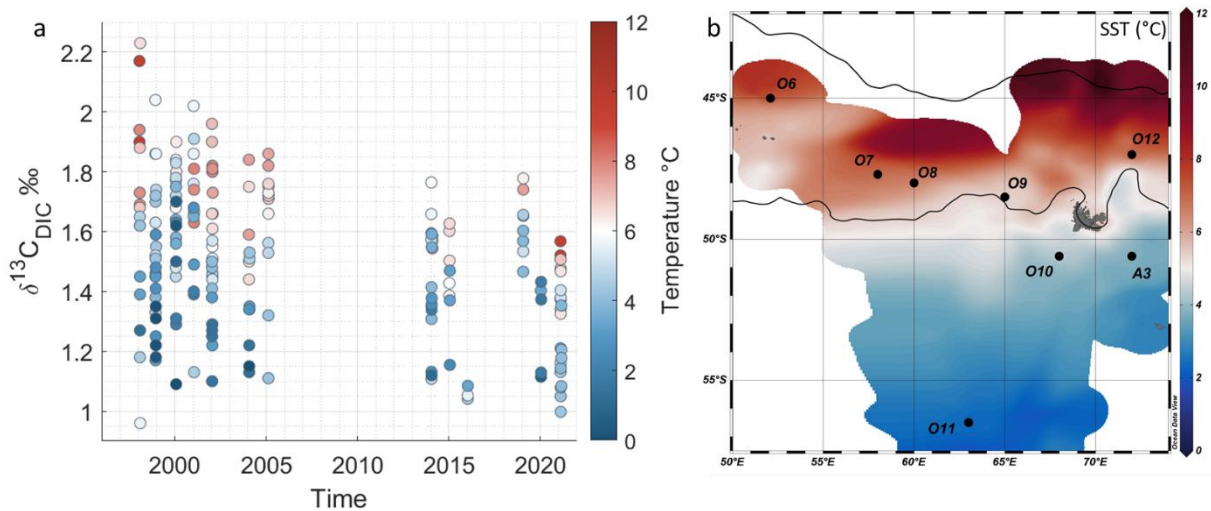 a
δ¹³C_DIC ‰
2.2
2
1.8
1.6
1.4
1.2
1
2000
2005
2010
2015
2020
Time
12
10
8
6
4
2
0
Temperature °C
b
SST (°C)
45°S
50°S
55°S
50°E
55°E
60°E
65°E
70°E
O6
O7
O8
O9
O12
O10
A3
O11
Ocean Data View
12
10
8
6
4
2
0